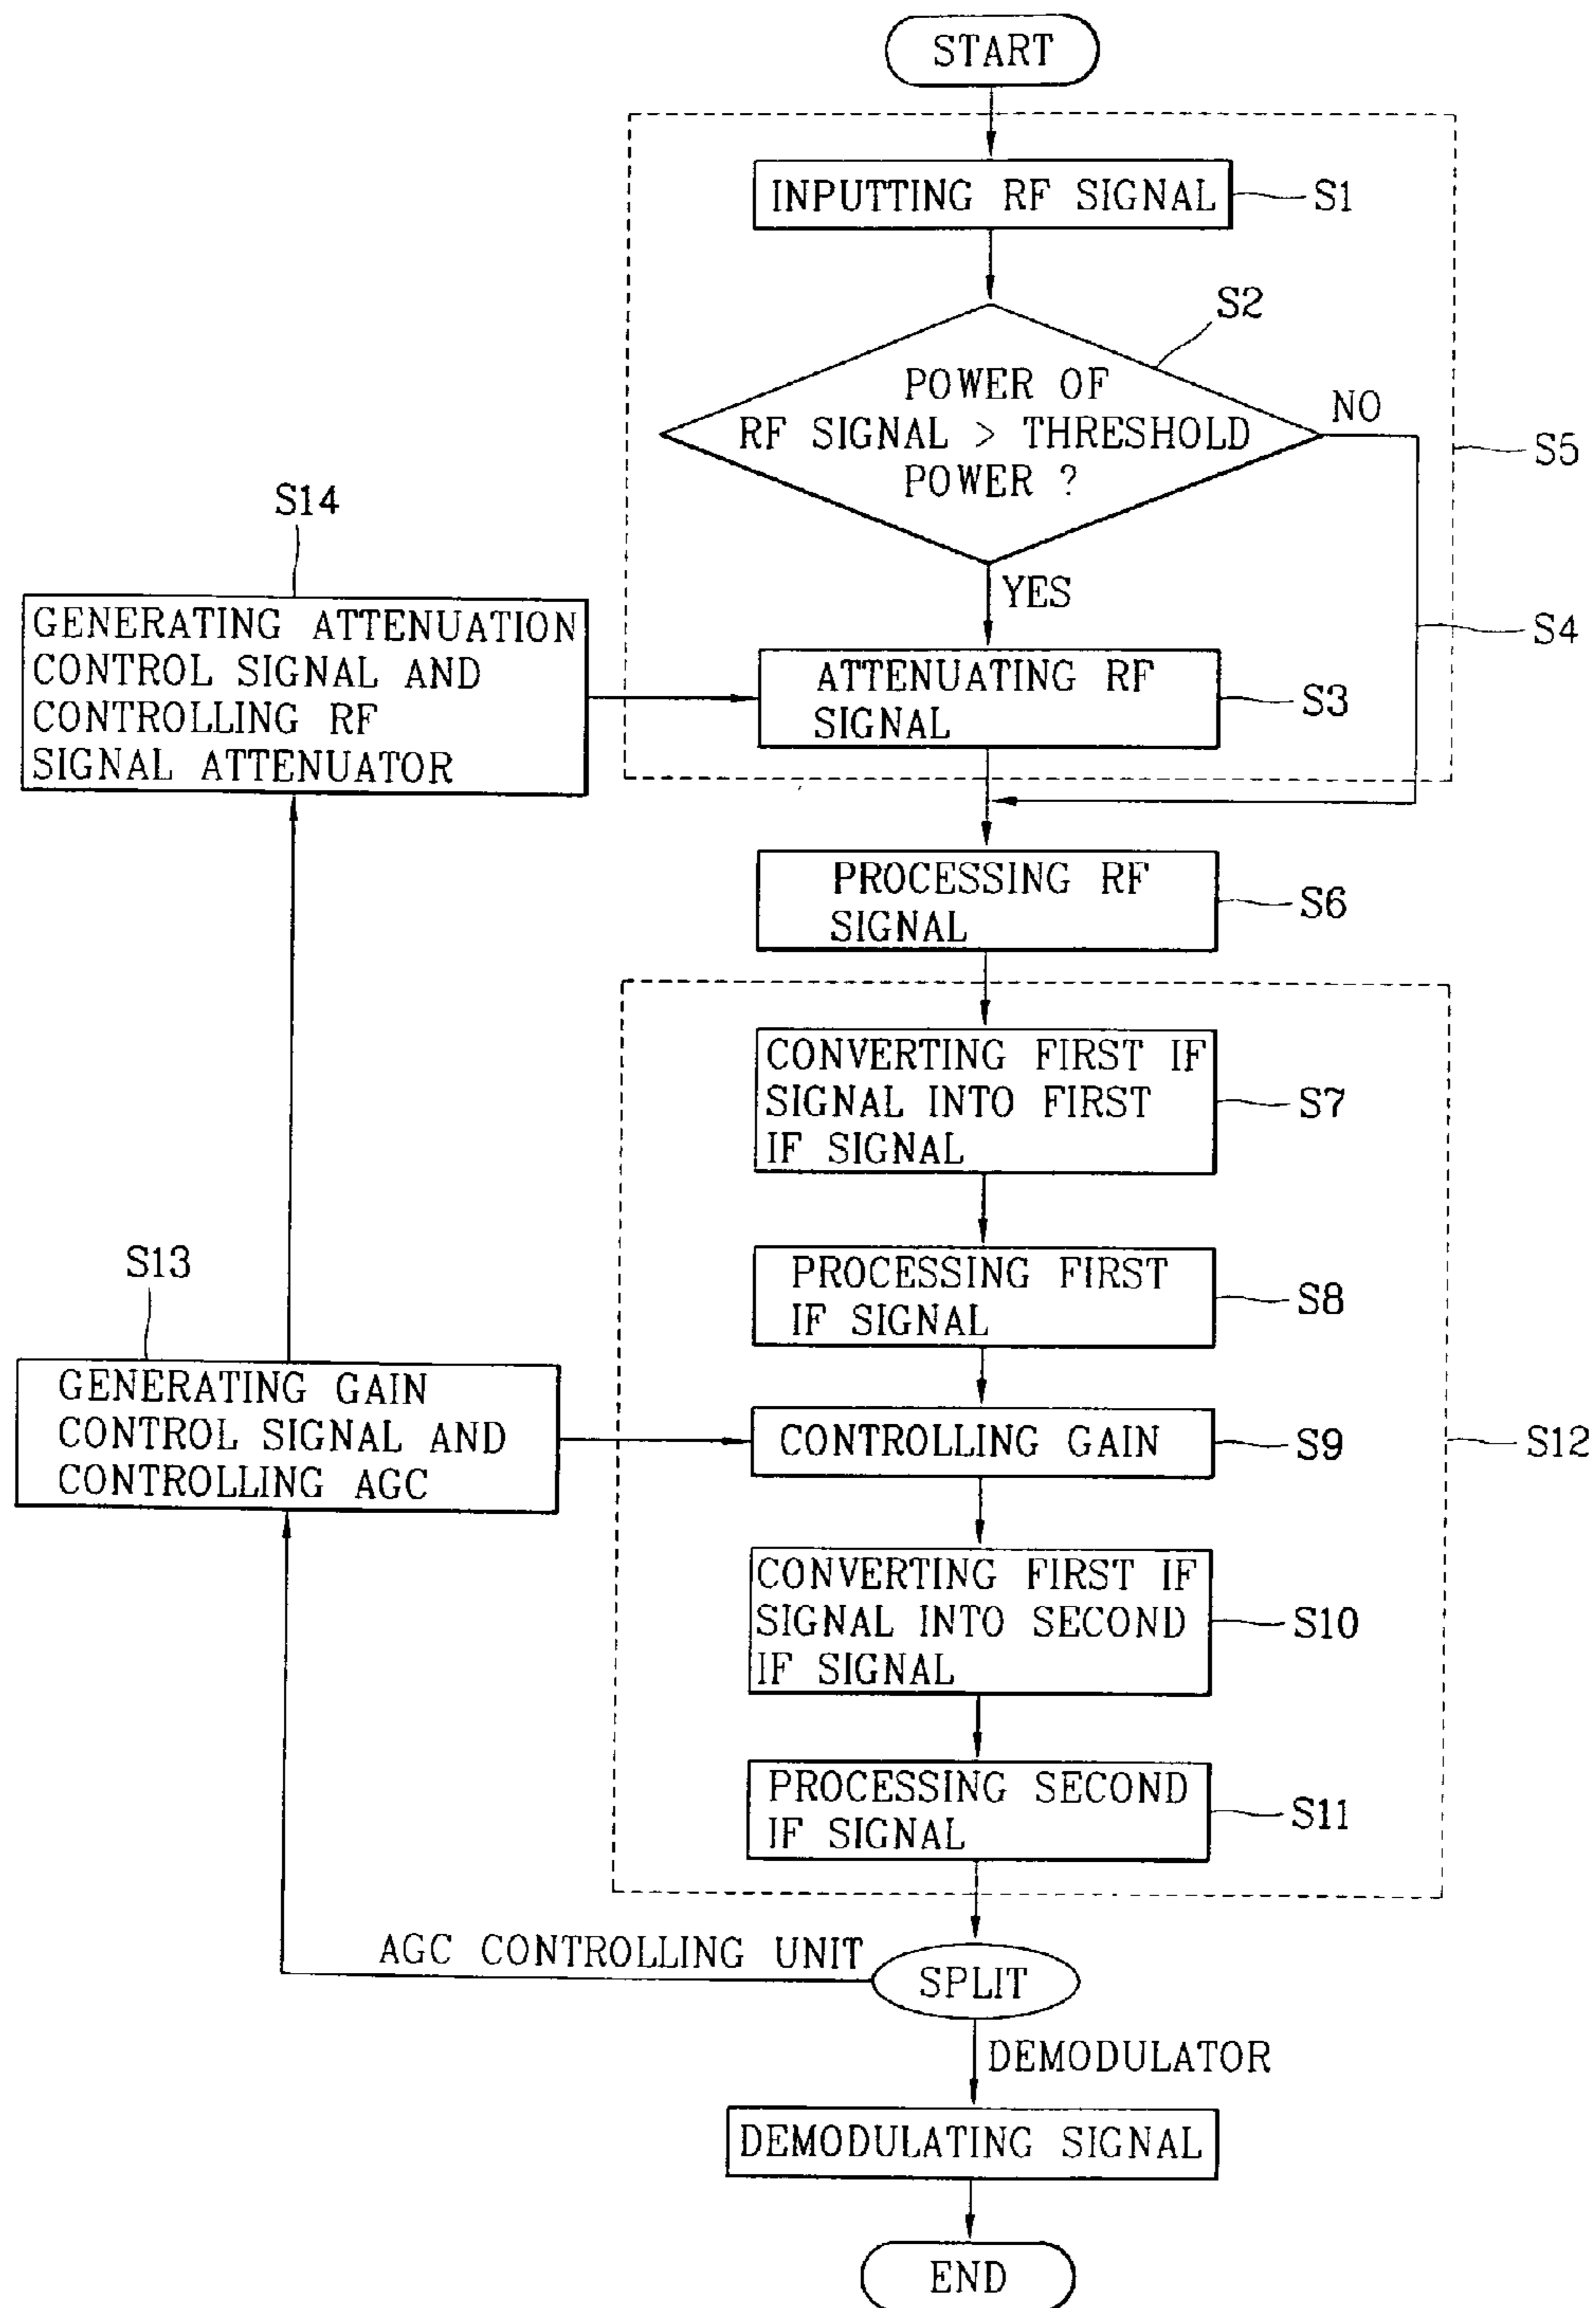 START
INPUTTING RF SIGNAL
S1
S2
POWER OF
RF SIGNAL > THRESHOLD
POWER ?
NO
S5
YES
S4
S14
GENERATING ATTENUATION
CONTROL SIGNAL AND
CONTROLLING RF
SIGNAL ATTENUATOR
ATTENUATING RF
SIGNAL
S3
PROCESSING RF
SIGNAL
S6
CONVERTING FIRST IF
SIGNAL INTO FIRST
IF SIGNAL
S7
PROCESSING FIRST
IF SIGNAL
S8
S13
GENERATING GAIN
CONTROL SIGNAL AND
CONTROLLING AGC
CONTROLLING GAIN
S9
S12
CONVERTING FIRST IF
SIGNAL INTO SECOND
IF SIGNAL
S10
PROCESSING SECOND
IF SIGNAL
S11
AGC CONTROLLING UNIT
SPLIT
DEMODULATOR
DEMODULATING SIGNAL
END